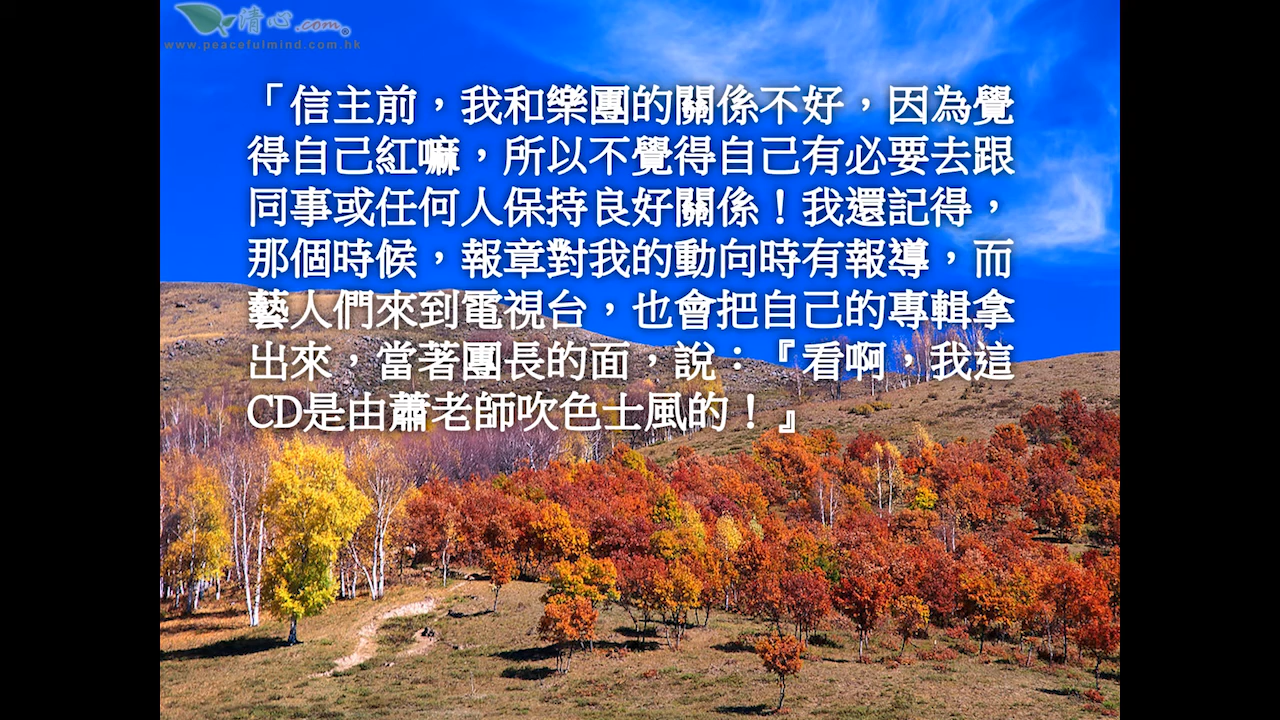 清心.com®
www.peacefulmind.com.hk
「信主前，我和樂團的關係不好，因為覺
得自己紅嘛，所以不覺得自己有必要去跟
同事或任何人保持良好關係！我還記得，
那個時候，報章對我的動向時有報導，而
藝人們來到電視台，也會把自己的專輯拿
出來，當著團長的面，說：『看啊，我這
CD是由蕭老師吹色士風的！』